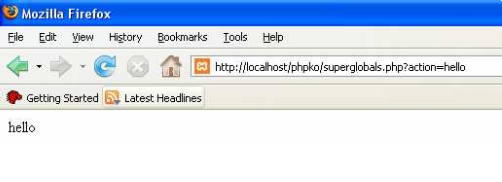 Mozilla Firefox
File Edit View History Bookmarks Tools Help
http://localhost/phpko/superglobals.php?action=hello
Getting Started Latest Headlines
hello